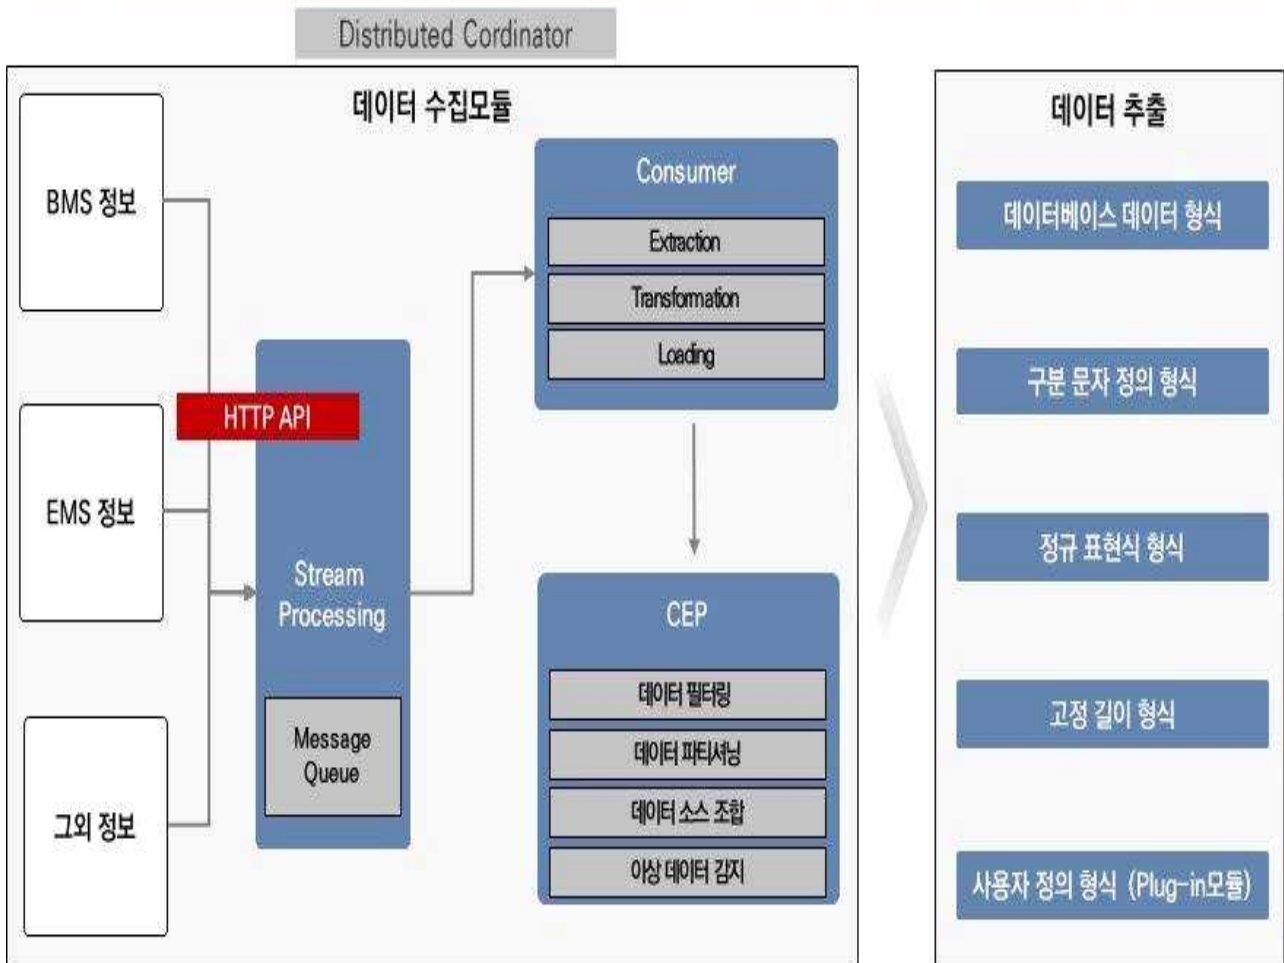 Distributed Cordinator
데이터 수집모듈
BMS 정보
EMS 정보
그외 정보
HTTP API
Stream
Processing
Message
Queue
Consumer
Extraction
Transformation
Loading
CEP
데이터 필터링
데이터 파티셔닝
데이터 소스 조합
이상 데이터 감지
데이터 추출
데이터베이스 데이터 형식
구분 문자 정의 형식
정규 표현식 형식
고정 길이 형식
사용자 정의 형식 (Plug-in모듈)